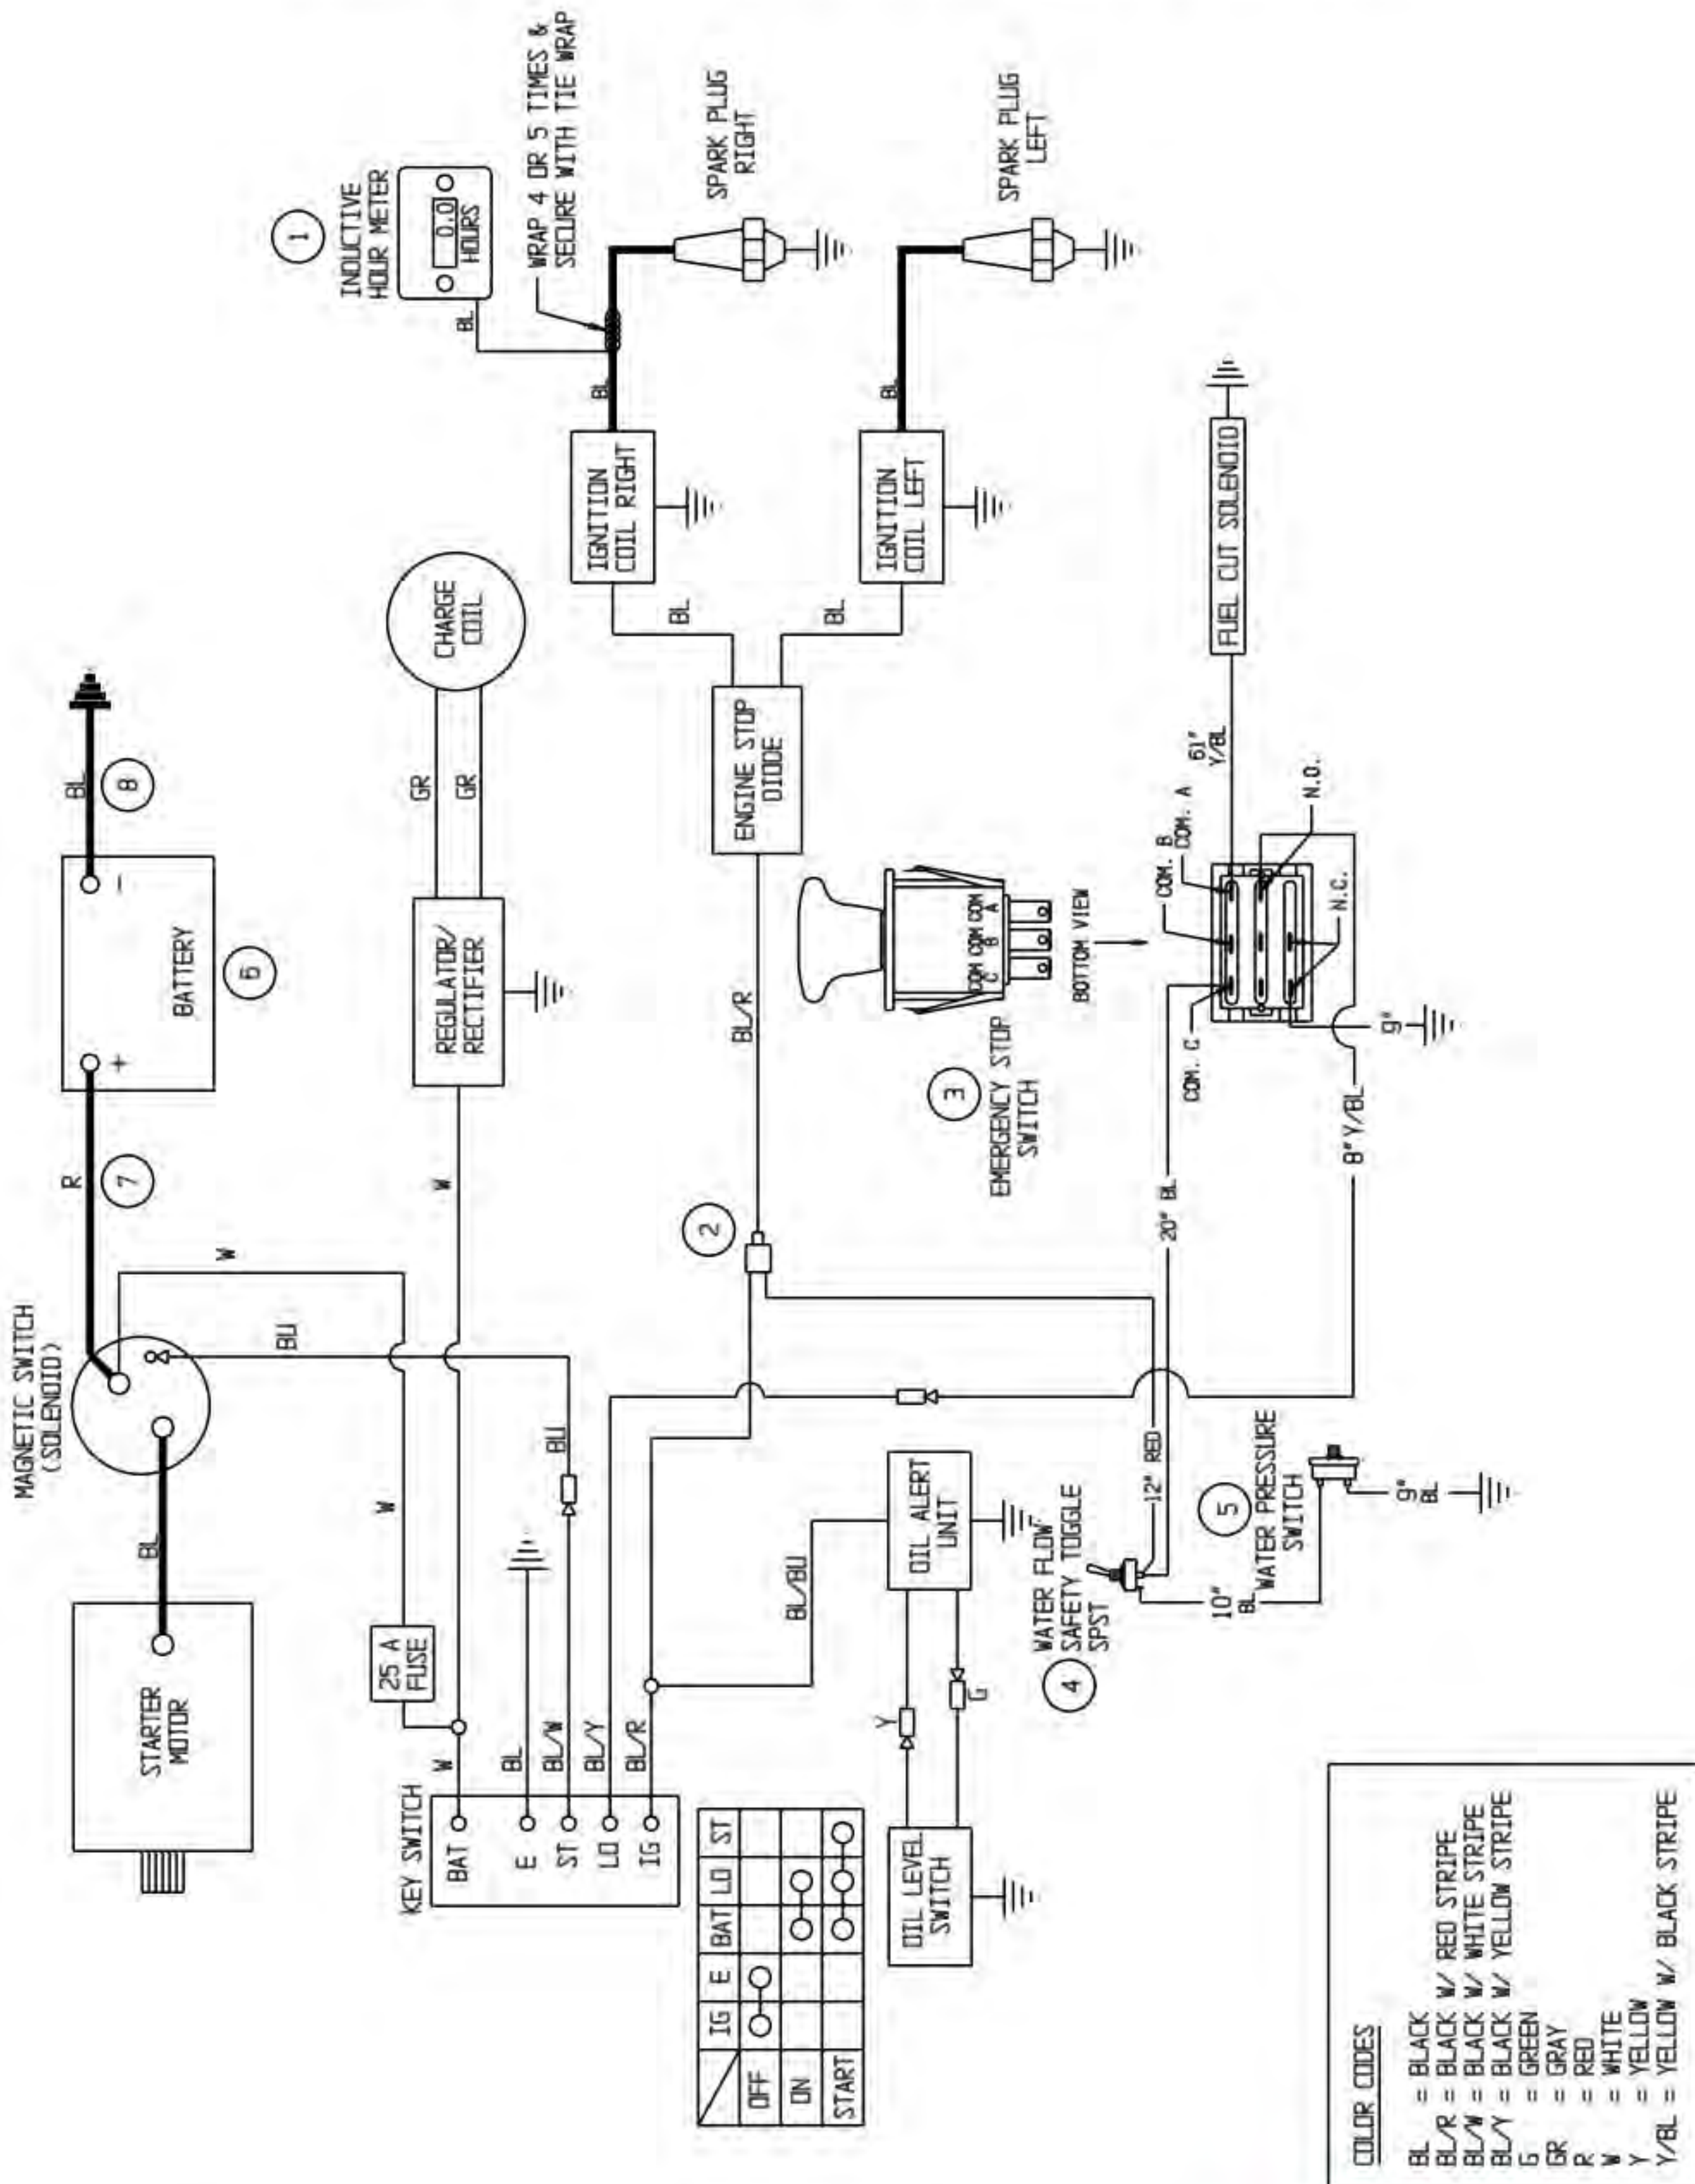 MAGNETIC SWITCH
(SOLENOID)
STARTER
MOTOR
BL
R
7
+
BATTERY
-
6
BL
8
W
BU
25 A
FUSE
W
KEY SWITCH
BAT
E
ST
LO
IG
W
BL
BL/W
BL/Y
BL/R
BU
W
REGULATOR/
RECTIFIER
GR
GR
CHARGE
COIL
1
INDUCTIVE
HOUR METER
0.0
HOURS
BL
WRAP 4 OR 5 TIMES &
SECURE WITH TIE WRAP
BL
IGNITION
COIL RIGHT
SPARK PLUG
RIGHT
BL
IGNITION
COIL LEFT
SPARK PLUG
LEFT
BL
BL
ENGINE STOP
DIODE
BL/R
2
IG E BAT LO ST
OFF
ON
START
OIL LEVEL
SWITCH
Y
G
OIL ALERT
UNIT
BL/BU
3
EMERGENCY STOP
SWITCH
COM COM COM
C B A
BOTTOM VIEW
COM. C
COM. B
COM. A
N.O.
N.C.
61"
Y/BL
FUEL CUT SOLENOID
9"
8" Y/BL
20" BL
12" RED
4
WATER FLOW
SAFETY TOGGLE
SPST
10"
BL
5
WATER PRESSURE
SWITCH
9"
BL
COLOR CODES
BL = BLACK
BL/R = BLACK W/ RED STRIPE
BL/W = BLACK W/ WHITE STRIPE
BL/Y = BLACK W/ YELLOW STRIPE
G = GREEN
GR = GRAY
R = RED
W = WHITE
Y = YELLOW
Y/BL = YELLOW W/ BLACK STRIPE